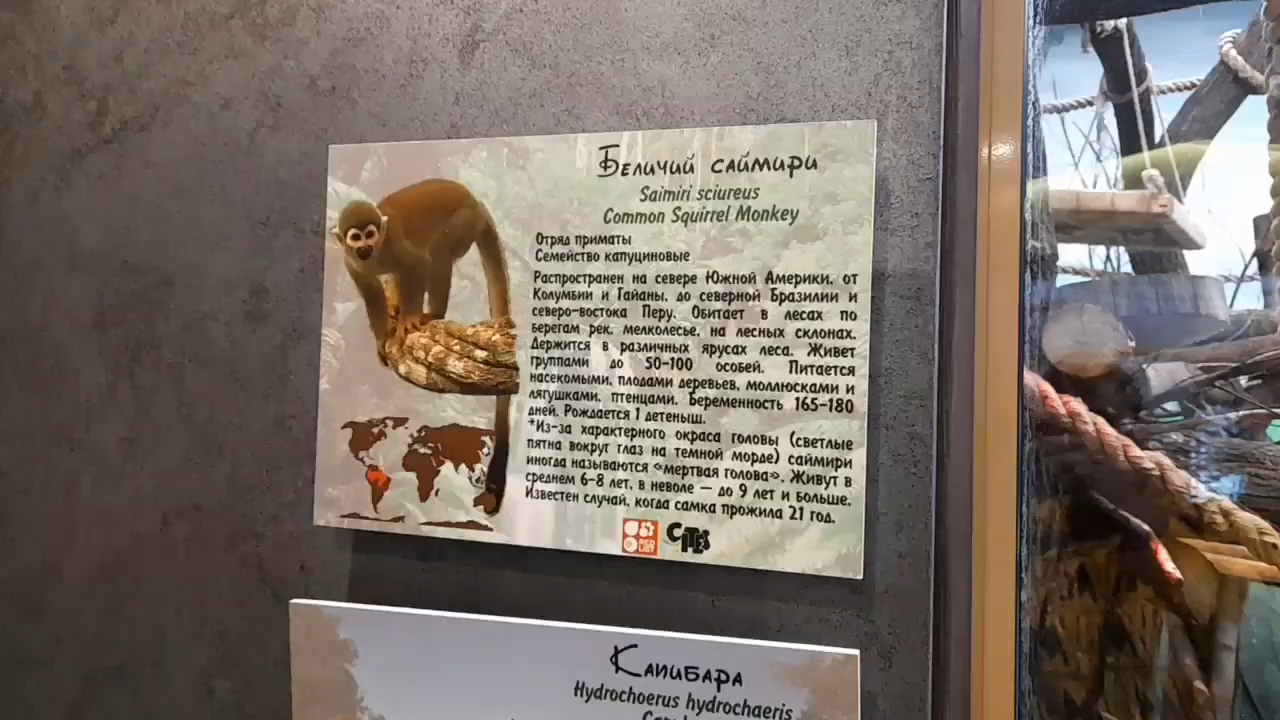 Беличий саймири
Saimiri sciureus
Common Squirrel Monkey
Отряд приматы
Семейство капуциновые
Распространен на севере Южной Америки, от
Колумбии и Гайаны, до северной Бразилии и
северо-востока Перу. Обитает в лесах по
берегам рек, мелколесье, на лесных склонах.
Держится в различных ярусах леса. Живет
группами до 50-100 особей. Питается
насекомыми, плодами деревьев, моллюсками и
лягушками, птенцами. Беременность 165-180
дней. Рождается 1 детеныш.
*Из-за характерного окраса головы (светлые
пятна вокруг глаз на темной морде) саймири
иногда называются «мертвая голова». Живут в
среднем 6-8 лет, в неволе — до 9 лет и больше.
Известен случай, когда самка прожила 21 год.
RED LIST CITES
Капибара
Hydrochoerus hydrochaeris